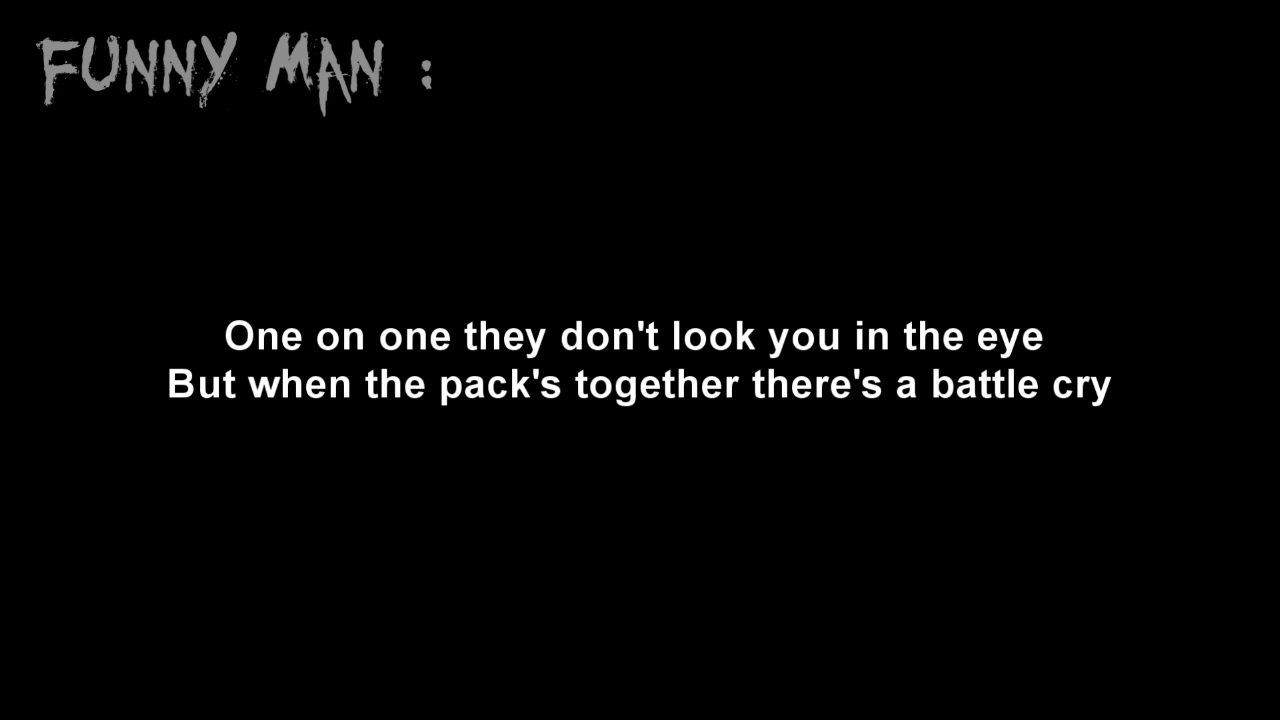 FUNNY MAN :
One on one they don't look you in the eye
But when the pack's together there's a battle cry